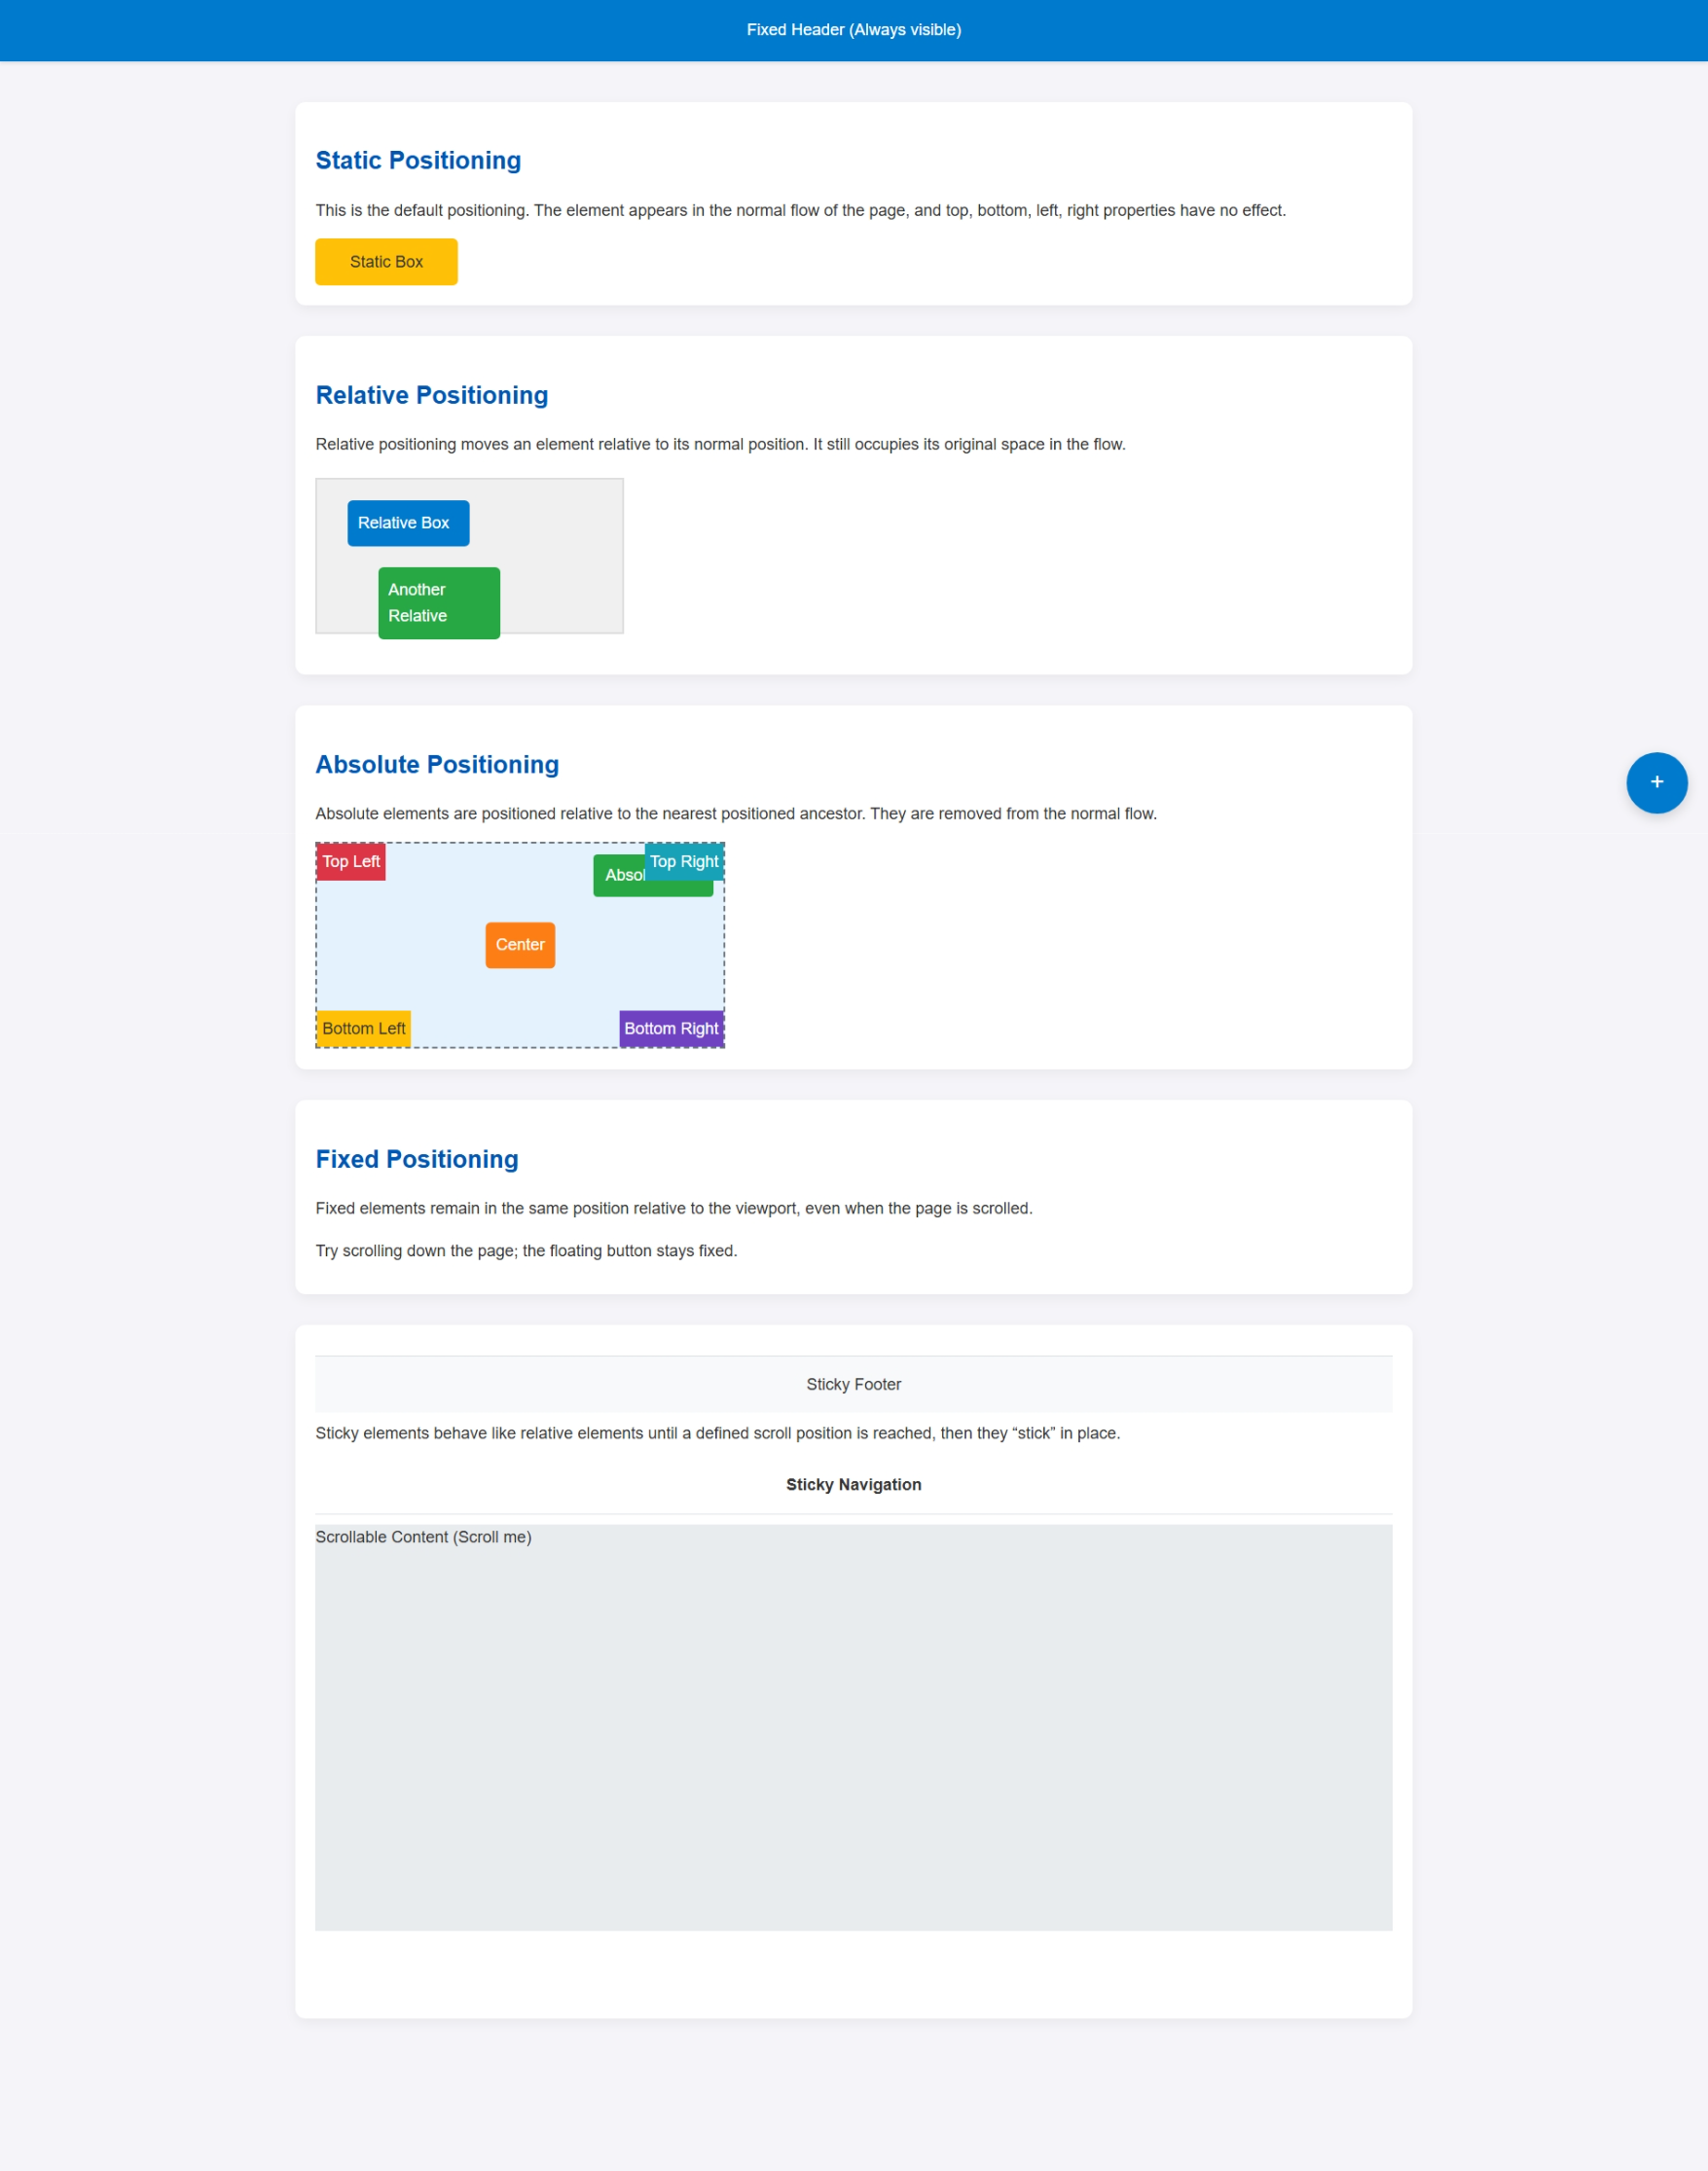 Fixed Header (Always visible)
Static Positioning
This is the default positioning. The element appears in the normal flow of the page, and top, bottom, left, right properties have no effect.
Static Box
Relative Positioning
Relative positioning moves an element relative to its normal position. It still occupies its original space in the flow.
Relative Box
Another
Relative
Absolute Positioning
Absolute elements are positioned relative to the nearest positioned ancestor. They are removed from the normal flow.
+
Top Left
Top Right
Center
Bottom Left
Bottom Right
Fixed Positioning
Fixed elements remain in the same position relative to the viewport, even when the page is scrolled.
Try scrolling down the page; the floating button stays fixed.
Sticky Footer
Sticky elements behave like relative elements until a defined scroll position is reached, then they “stick” in place.
Sticky Navigation
Scrollable Content (Scroll me)